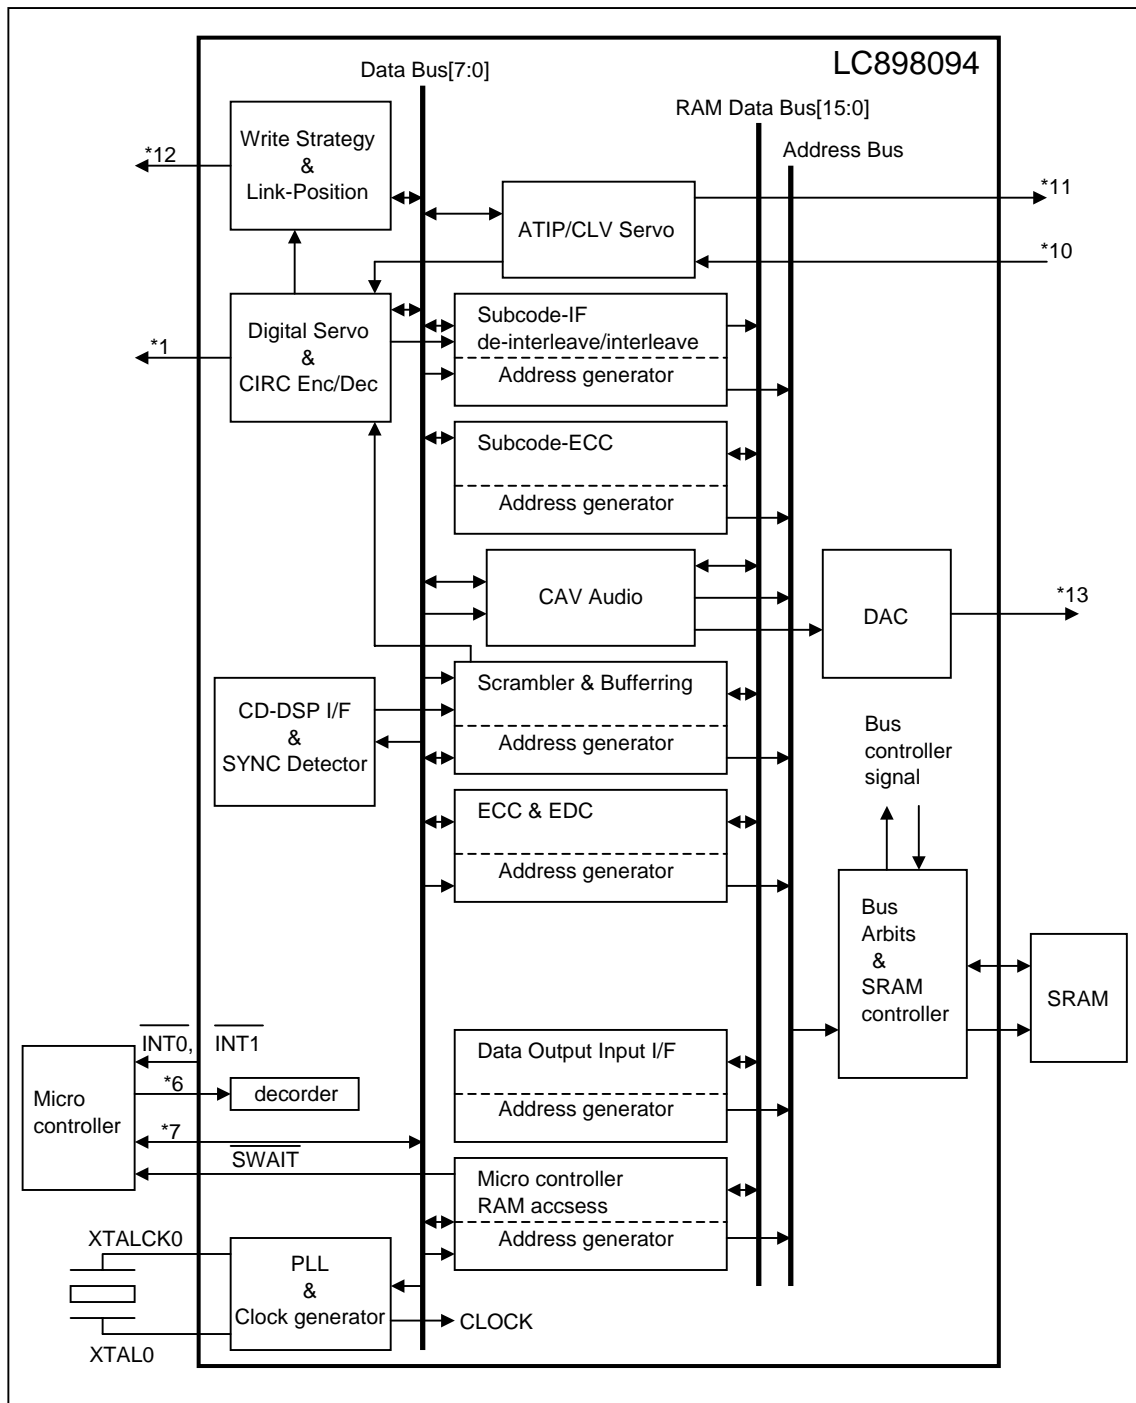 LC898094
Data Bus[7:0]
RAM Data Bus[15:0]
Address Bus
*12
Write Strategy
&
Link-Position
ATIP/CLV Servo
*11
*10
*1
Digital Servo
&
CIRC Enc/Dec
Subcode-IF
de-interleave/interleave
Address generator
Subcode-ECC
Address generator
CAV Audio
DAC
*13
CD-DSP I/F
&
SYNC Detector
Scrambler & Bufferring
Address generator
Bus
controller
signal
ECC & EDC
Address generator
Bus
Arbits
&
SRAM
controller
SRAM
INT0, INT1
Micro
controller
*6
decorder
*7
SWAIT
Data Output Input I/F
Address generator
Micro controller
RAM accsess
Address generator
XTALCK0
XTAL0
PLL
&
Clock generator
CLOCK